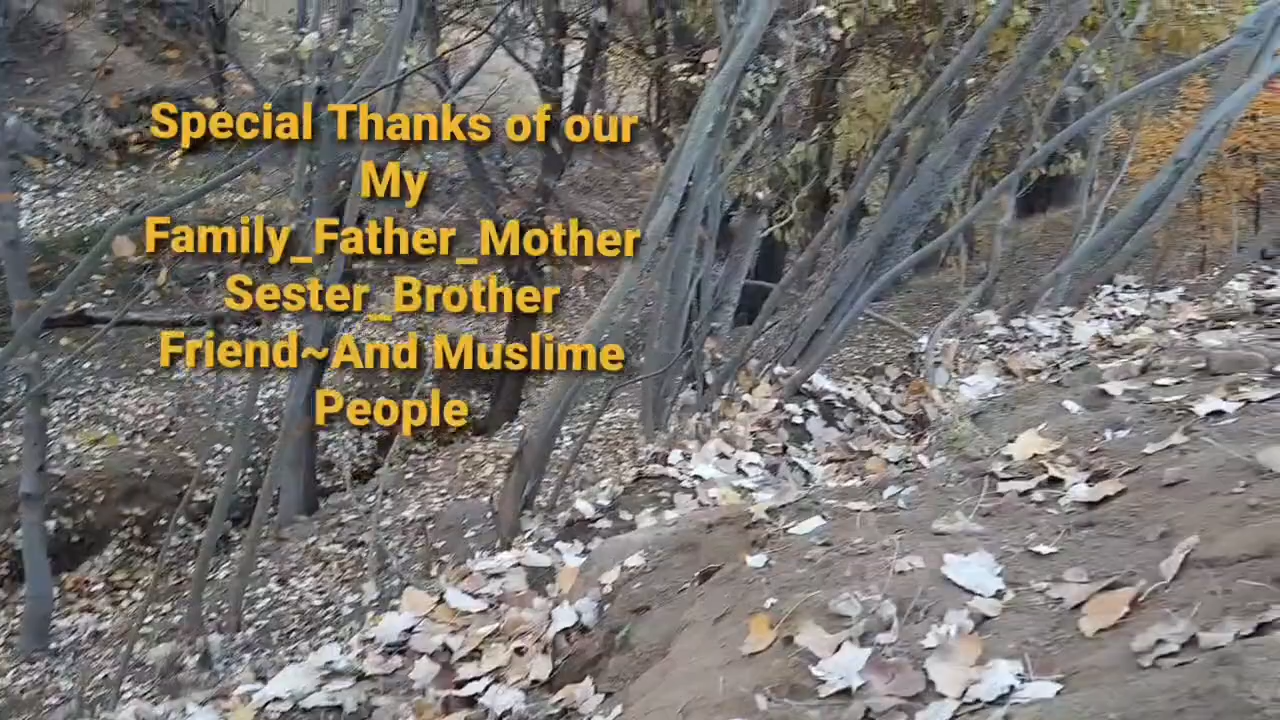 Special Thanks of our
My
Family_Father_Mother
Sester_Brother
Friend~And Muslime
People